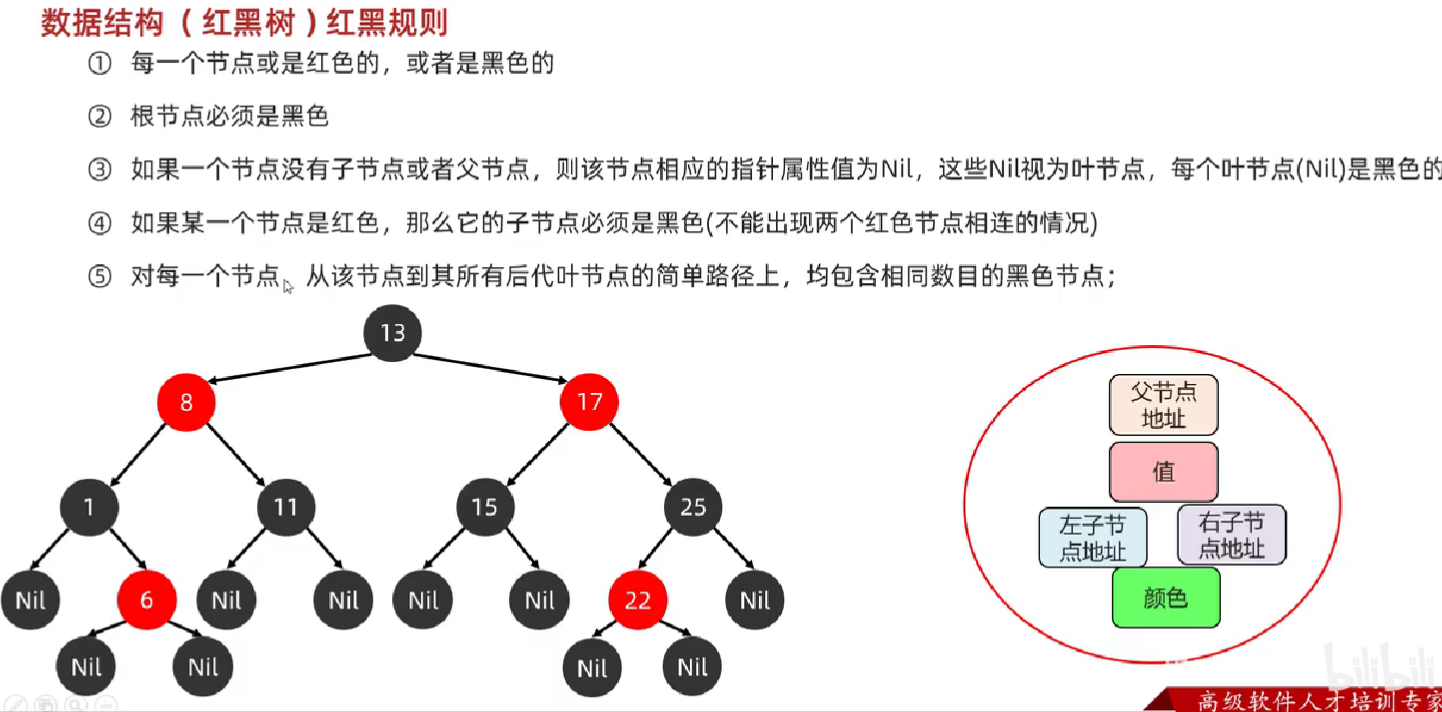 数据结构（红黑树）红黑规则
① 每一个节点或是红色的，或者是黑色的
② 根节点必须是黑色
③ 如果一个节点没有子节点或者父节点，则该节点相应的指针属性值为Nil，这些Nil视为叶节点，每个叶节点(Nil)是黑色的
④ 如果某一个节点是红色，那么它的子节点必须是黑色(不能出现两个红色节点相连的情况)
⑤ 对每一个节点，从该节点到其所有后代叶节点的简单路径上，均包含相同数目的黑色节点；
13
8
17
1
11
15
25
Nil
6
Nil
Nil
Nil
Nil
22
Nil
Nil
Nil
Nil
Nil
父节点
地址
值
左子节
点地址
右子节
点地址
颜色
bilibili
高级软件人才培训专家